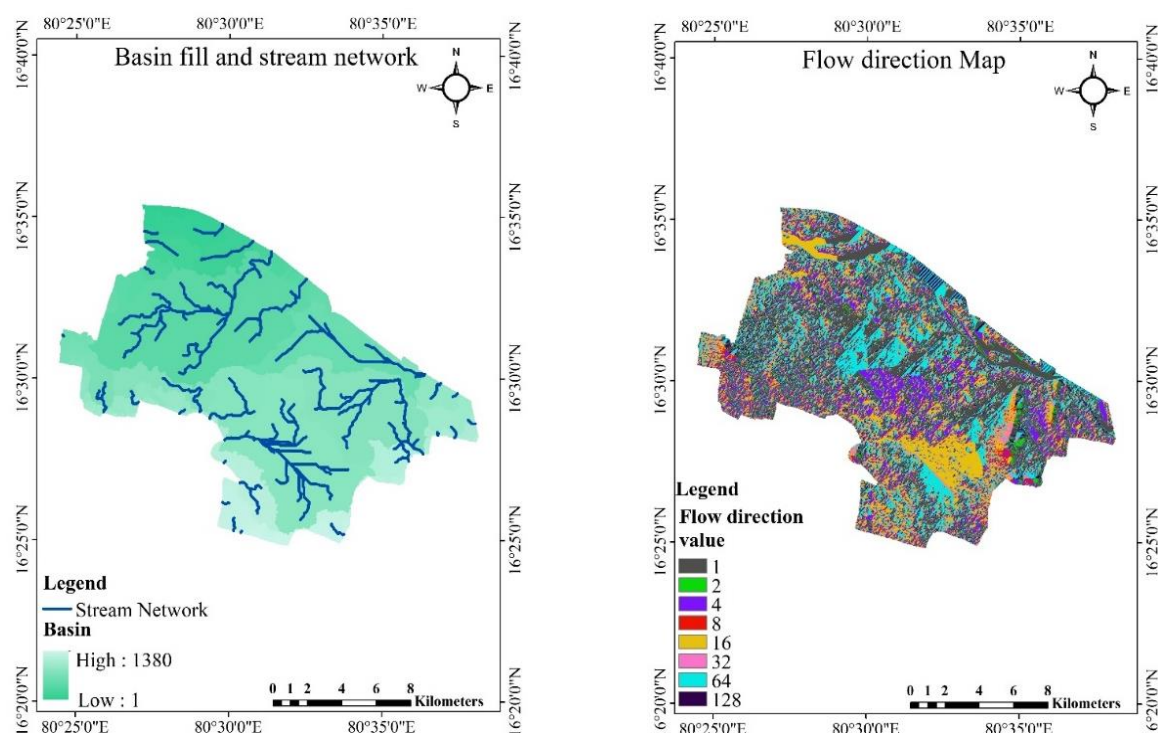 80°25'0"E 80°30'0"E 80°35'0"E
Basin fill and stream network
N
W E
S
16°40'0"N 16°40'0"N
16°35'0"N 16°35'0"N
16°30'0"N 16°30'0"N
16°25'0"N 16°25'0"N
16°20'0"N 16°20'0"N
Legend
Stream Network
Basin
High : 1380
Low : 1
0 1 2 4 6 8
Kilometers
80°25'0"E 80°30'0"E 80°35'0"E
80°25'0"E 80°30'0"E 80°35'0"E
Flow direction Map
N
W E
S
16°40'0"N 16°40'0"N
16°35'0"N 16°35'0"N
16°30'0"N 16°30'0"N
16°25'0"N 16°25'0"N
16°20'0"N 16°20'0"N
Legend
Flow direction
value
1
2
4
8
16
32
64
128
0 1 2 4 6 8
Kilometers
80°25'0"E 80°30'0"E 80°35'0"E